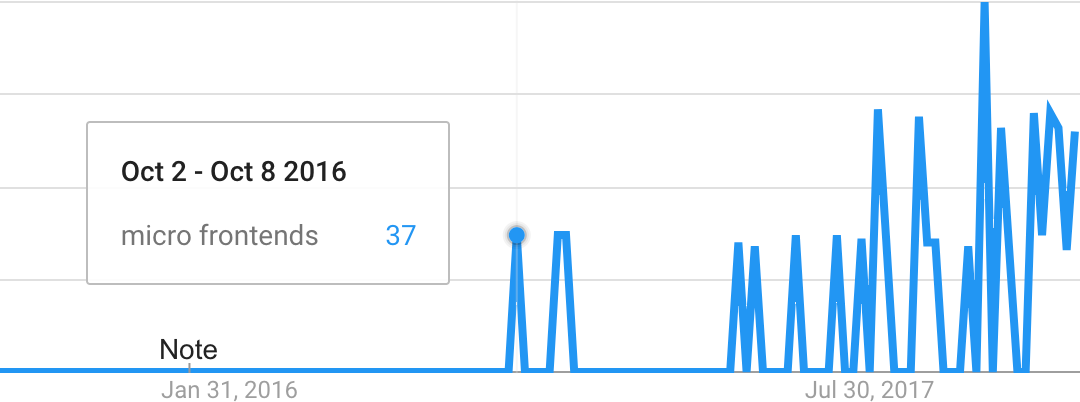 Oct 2 - Oct 8 2016
micro frontends 37
Note
Jan 31, 2016 Jul 30, 2017